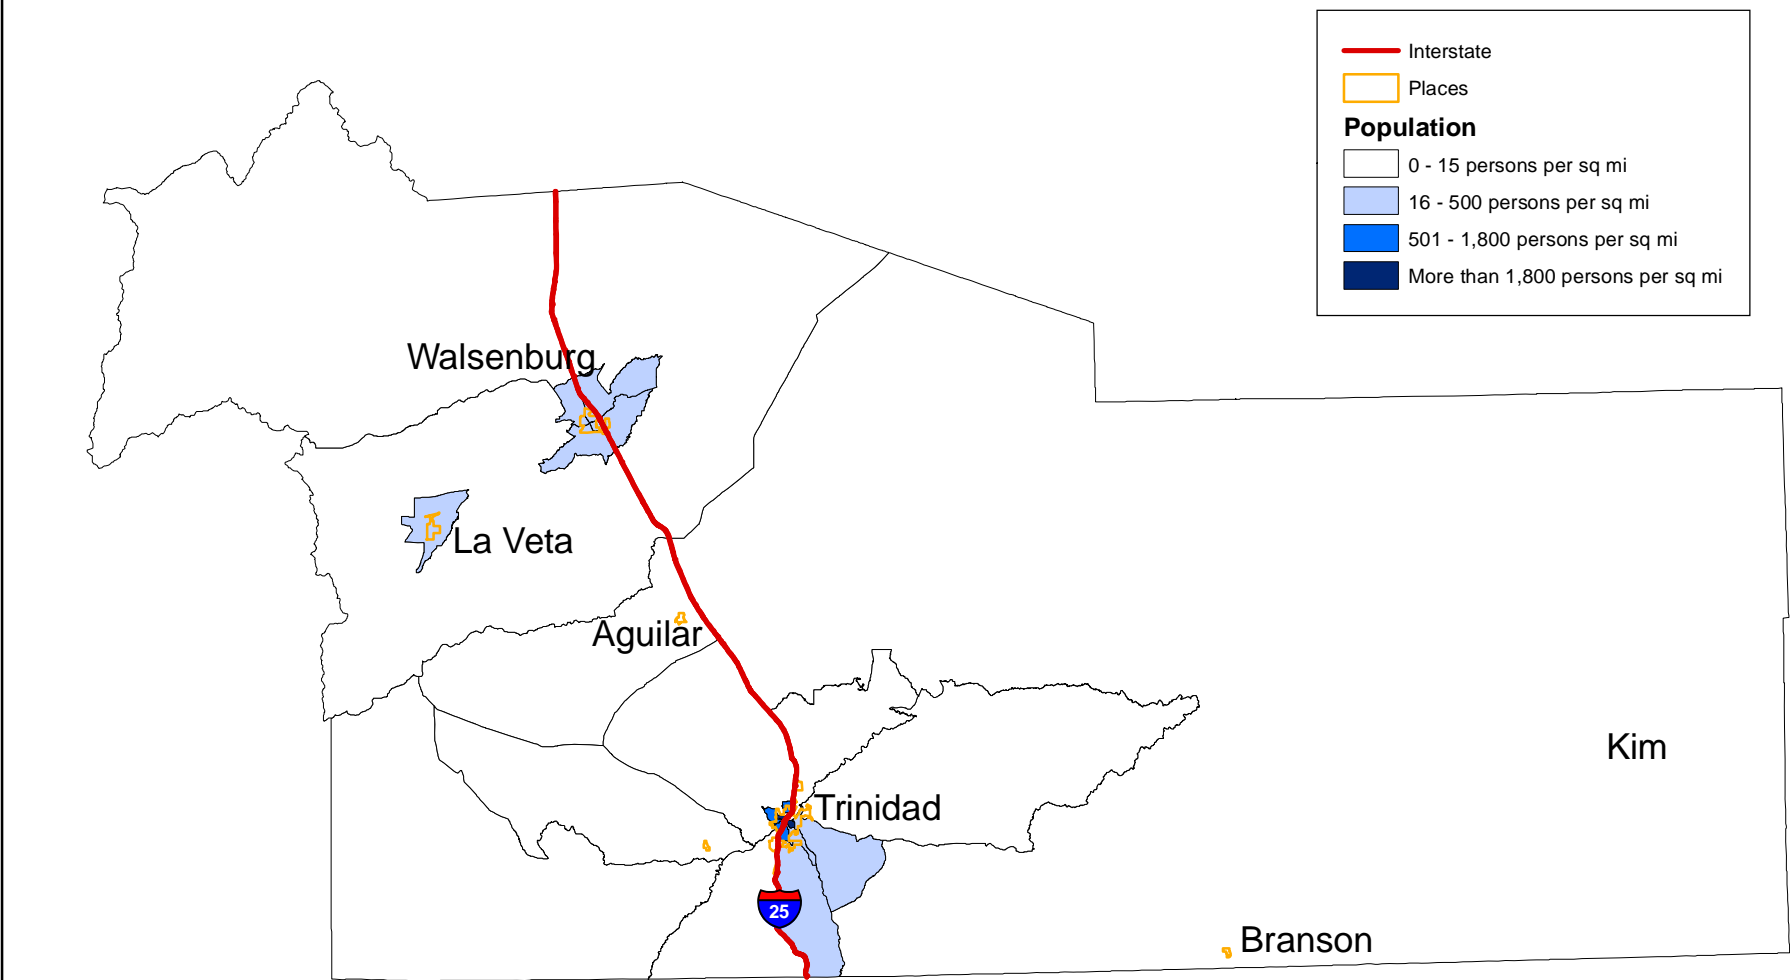 Interstate
Places
Population
0 - 15 persons per sq mi
16 - 500 persons per sq mi
501 - 1,800 persons per sq mi
More than 1,800 persons per sq mi
Walsenburg
La Veta
Aguilar
Kim
Trinidad
25
Branson